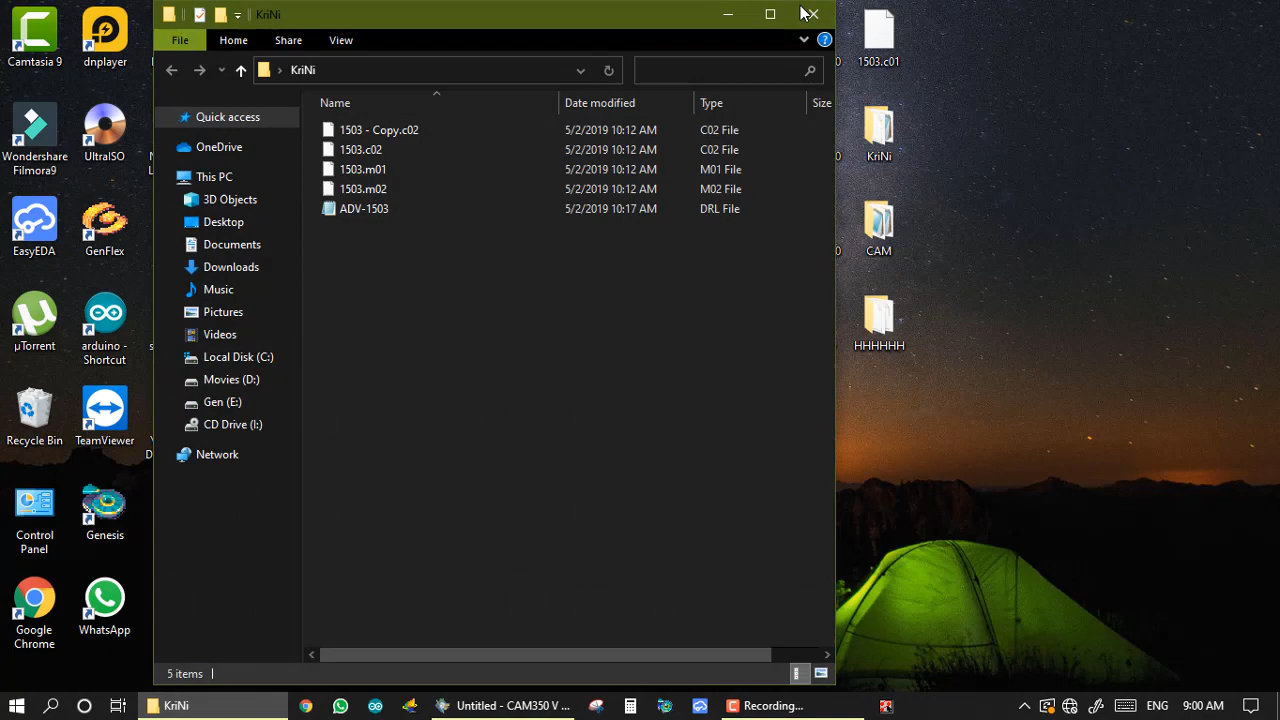 KriNi
File
Home
Share
View
KriNi
Name
Date modified
Type
Size
1503 - Copy.c02
5/2/2019 10:12 AM
C02 File
1503.c02
5/2/2019 10:12 AM
C02 File
1503.m01
5/2/2019 10:12 AM
M01 File
1503.m02
5/2/2019 10:12 AM
M02 File
ADV-1503
5/2/2019 10:17 AM
DRL File
Quick access
OneDrive
This PC
3D Objects
Desktop
Documents
Downloads
Music
Pictures
Videos
Local Disk (C:)
Movies (D:)
Gen (E:)
CD Drive (I:)
Network
5 items
Camtasia 9
dnplayer
Wondershare
Filmora9
UltraISO
EasyEDA
GenFlex
µTorrent
arduino -
Shortcut
Recycle Bin
TeamViewer
Control
Panel
Genesis
Google
Chrome
WhatsApp
1503.c01
KriNi
CAM
HHHHHH
KriNi
Untitled - CAM350 V ...
Recording...
ENG
9:00 AM